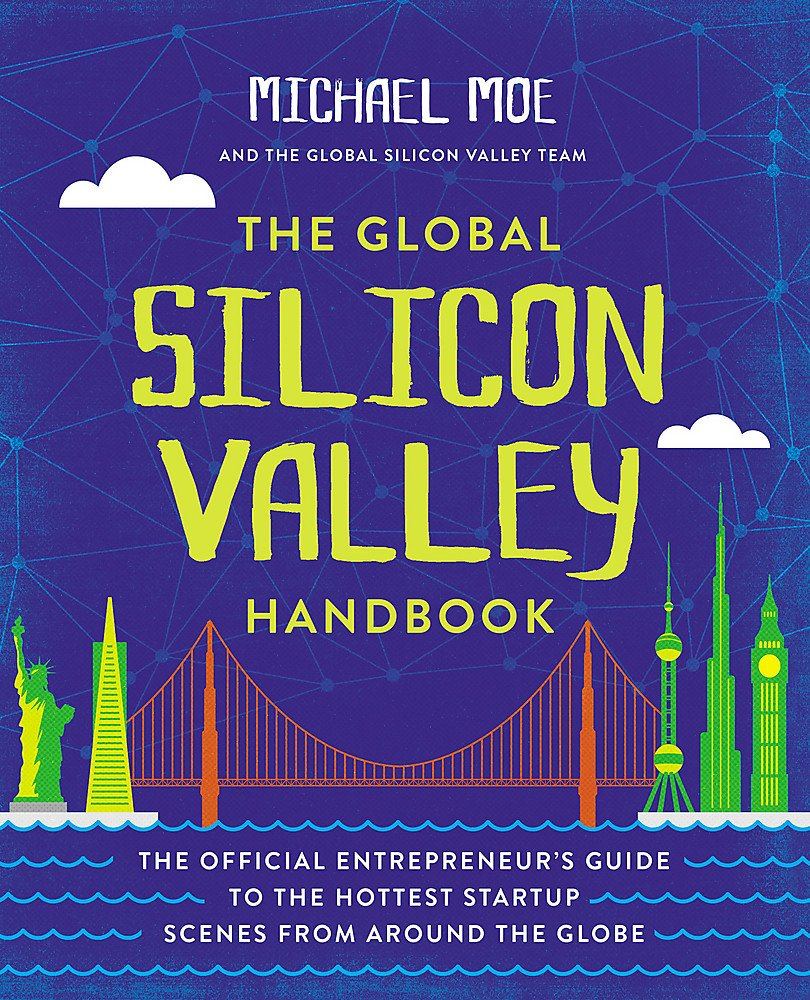 MICHAEL MOE
AND THE GLOBAL SILICON VALLEY TEAM
THE GLOBAL
SILICON
VALLEY
HANDBOOK
THE OFFICIAL ENTREPRENEUR'S GUIDE
TO THE HOTTEST STARTUP
SCENES FROM AROUND THE GLOBE